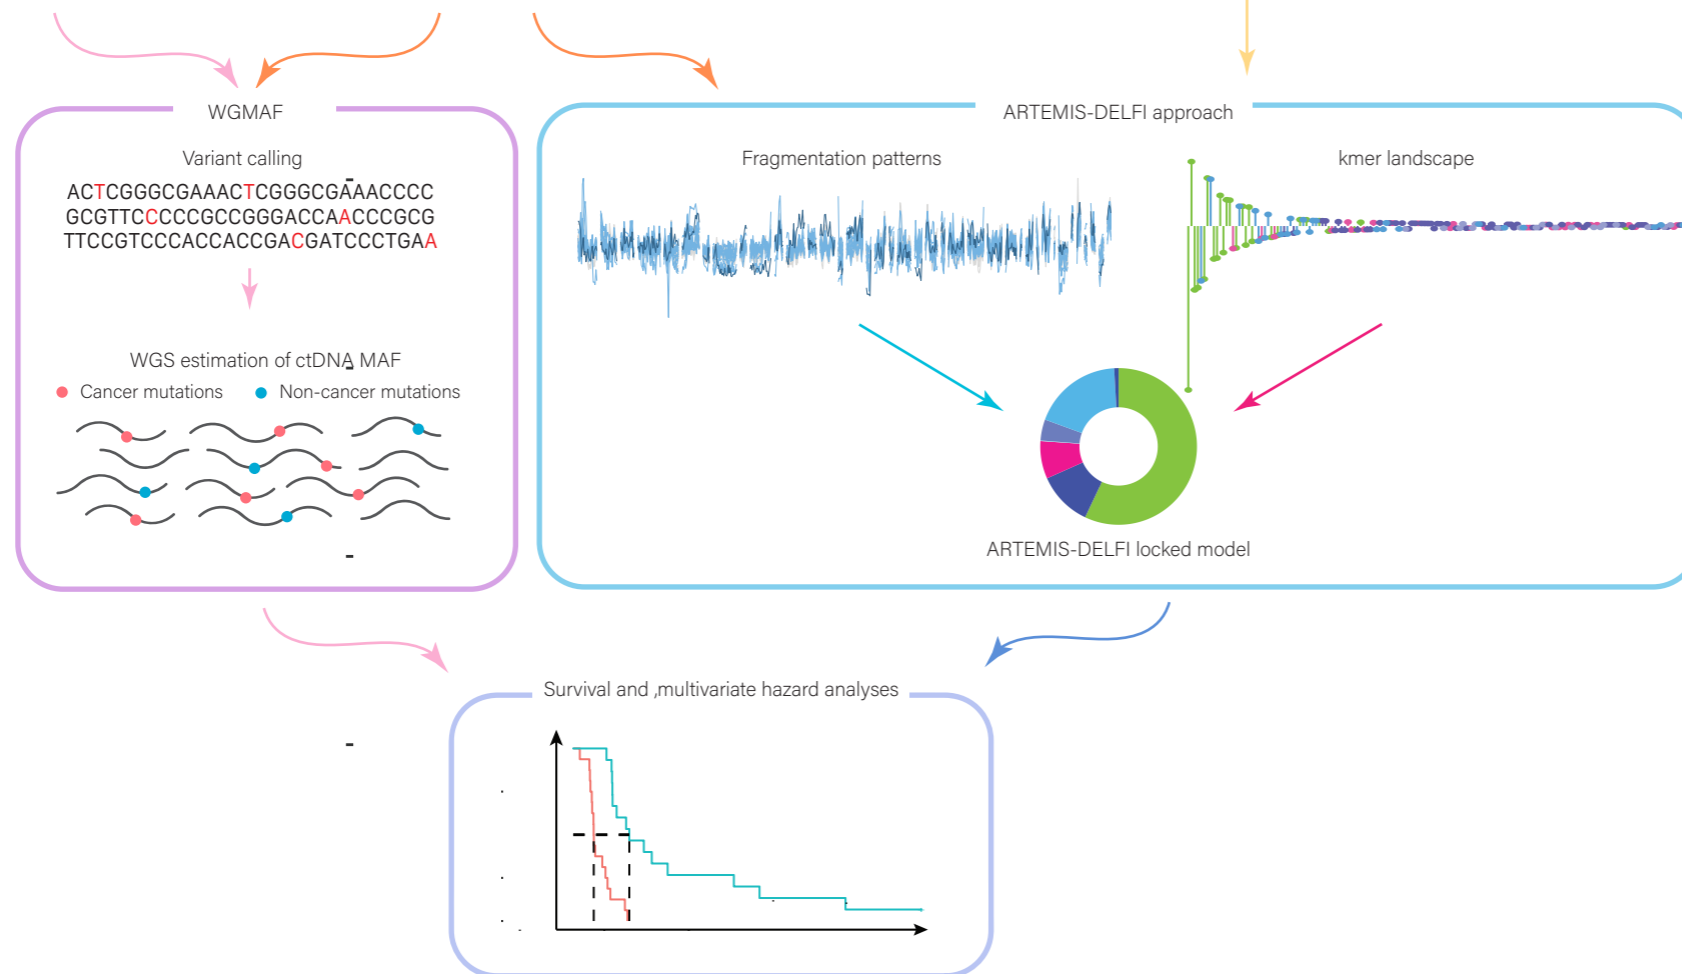 WGMAF
Variant calling
ACTCGGGCGAAACTCGGGCGAAACCCC
GCGTTCCCCCGCCGGGACCAACCCGCG
TTCCGTCCCACCACCGACGATCCCTGAA
WGS estimation of ctDNA MAF
Cancer mutations
Non-cancer mutations
ARTEMIS-DELFI approach
Fragmentation patterns
kmer landscape
ARTEMIS-DELFI locked model
Survival and ,multivariate hazard analyses